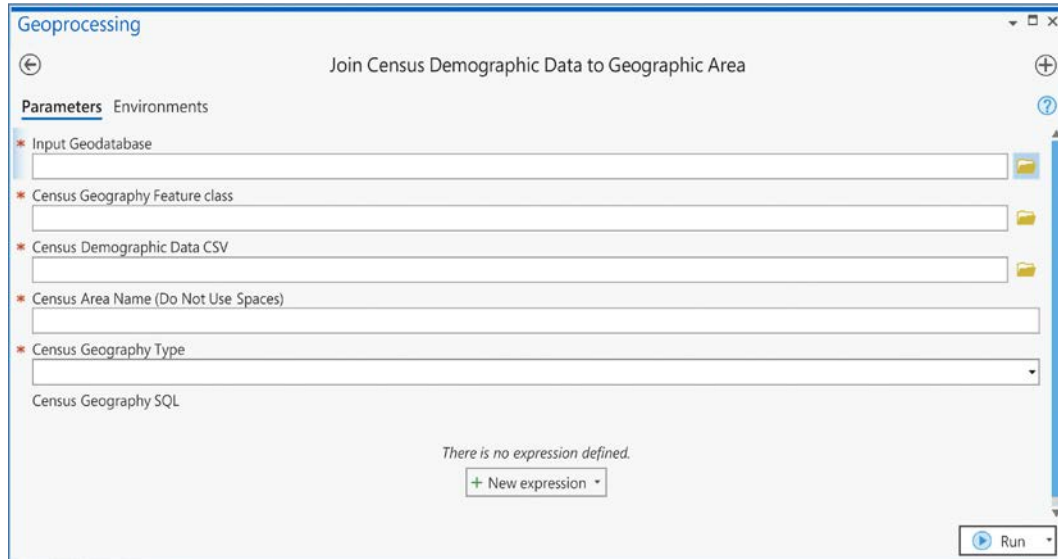 Geoprocessing
Join Census Demographic Data to Geographic Area
Parameters Environments
* Input Geodatabase
* Census Geography Feature class
* Census Demographic Data CSV
* Census Area Name (Do Not Use Spaces)
* Census Geography Type
Census Geography SQL
There is no expression defined.
+ New expression
Run